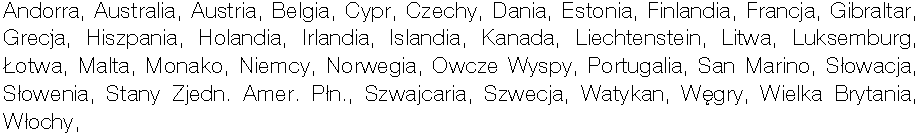 Andorra, Australia, Austria, Belgia, Cypr, Czechy, Dania, Estonia, Finlandia, Francja, Gibraltar,
Grecja, Hiszpania, Holandia, Irlandia, Islandia, Kanada, Liechtenstein, Litwa, Luksemburg,
Łotwa, Malta, Monako, Niemcy, Norwegia, Owcze Wyspy, Portugalia, San Marino, Słowacja,
Słowenia, Stany Zjedn. Amer. Płn., Szwajcaria, Szwecja, Watykan, Węgry, Wielka Brytania,
Włochy,